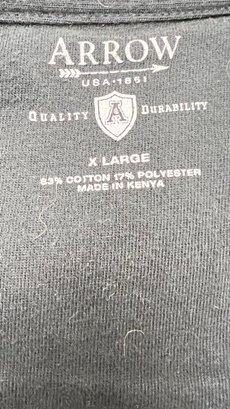 ARROW
USA·1851
QUALITY A DURABILITY
X LARGE
83% COTTON 17% POLYESTER
MADE IN KENYA